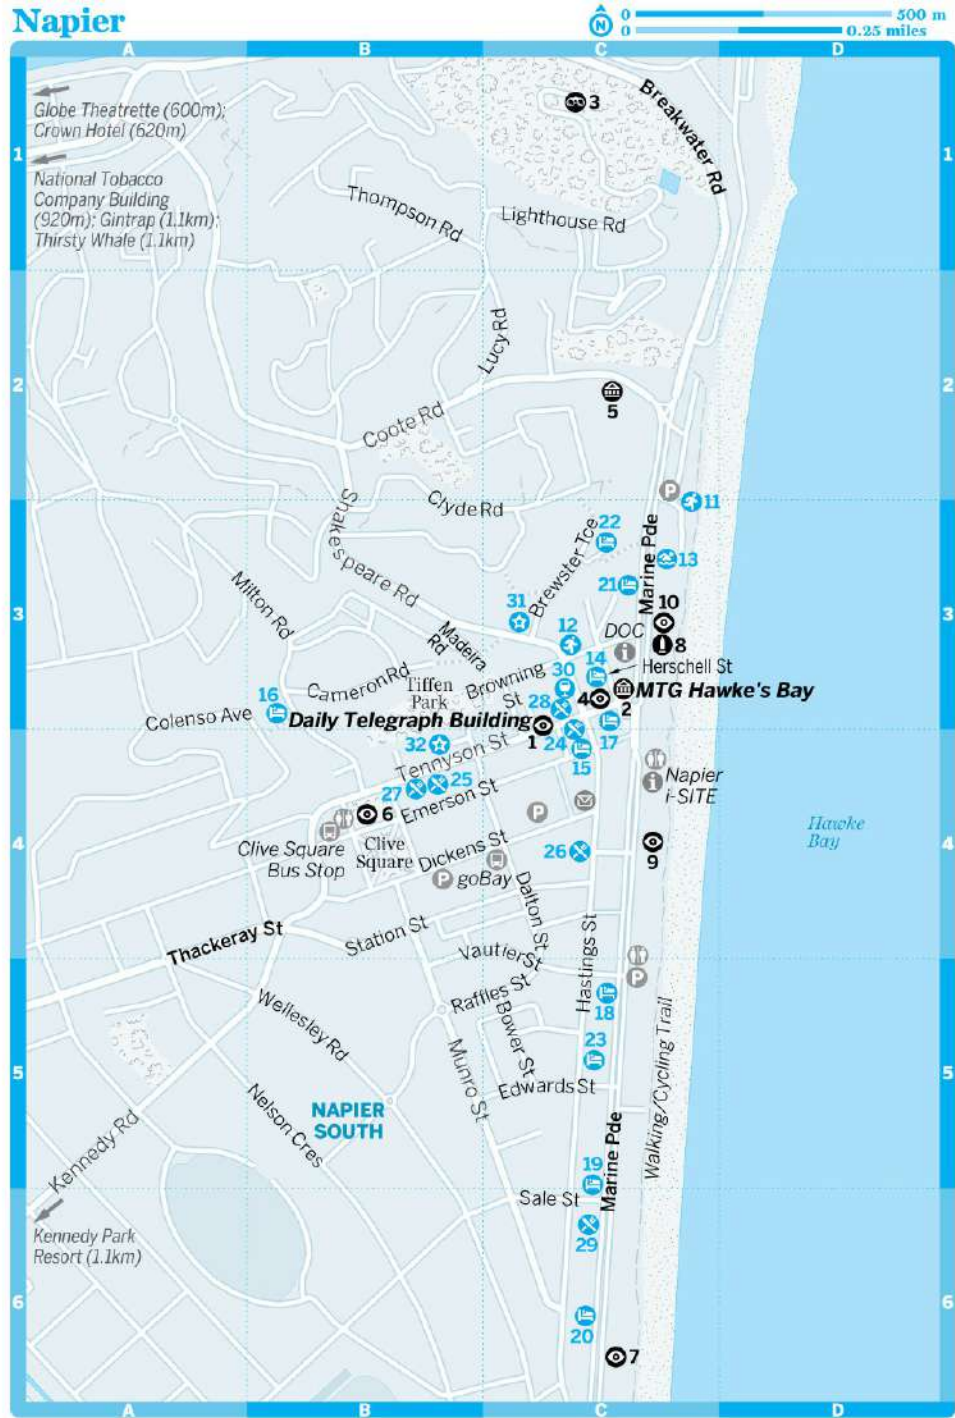 Napier
N
0 500 m
0 0.25 miles
A B C D
Globe Theatrette (600m);
Crown Hotel (620m)
3
Breakwater Rd
1 1
National Tobacco
Company Building
(920m); Gintrap (1.1km);
Thirsty Whale (1.1km)
Thompson Rd
Lighthouse Rd
Lucy Rd
2 2
5
Coote Rd
P
11
Clyde Rd
Shakespeare Rd
22
Brewster Tce
Marine Pde
13
21
Milton Rd
31
10
3 3
12
DOC
i
8
Madeira
Rd
14
Herschell St
30
Browning
St
Cameron Rd
Tiffen
Park
16
28
4
MTG Hawke's Bay
2
Colenso Ave
Daily Telegraph Building
1
24
17
32
Tennyson St
15
Napier
i-SITE
i
27
25
Emerson St
6
P
Hawke
Bay
4 4
Clive Square
Bus Stop
Clive
Square
Dickens St
26
9
P
goBay
Dalton St
Thackeray St
Station St
Hastings St
Vautier St
P
Raffles St
18
Wellesley Rd
Bower St
23
Walking/Cycling Trail
5 5
Munro St
Edwards St
NAPIER
SOUTH
Nelson Cres
Kennedy Rd
Marine Pde
19
Sale St
29
Kennedy Park
Resort (1.1km)
6 6
20
7
A B C D